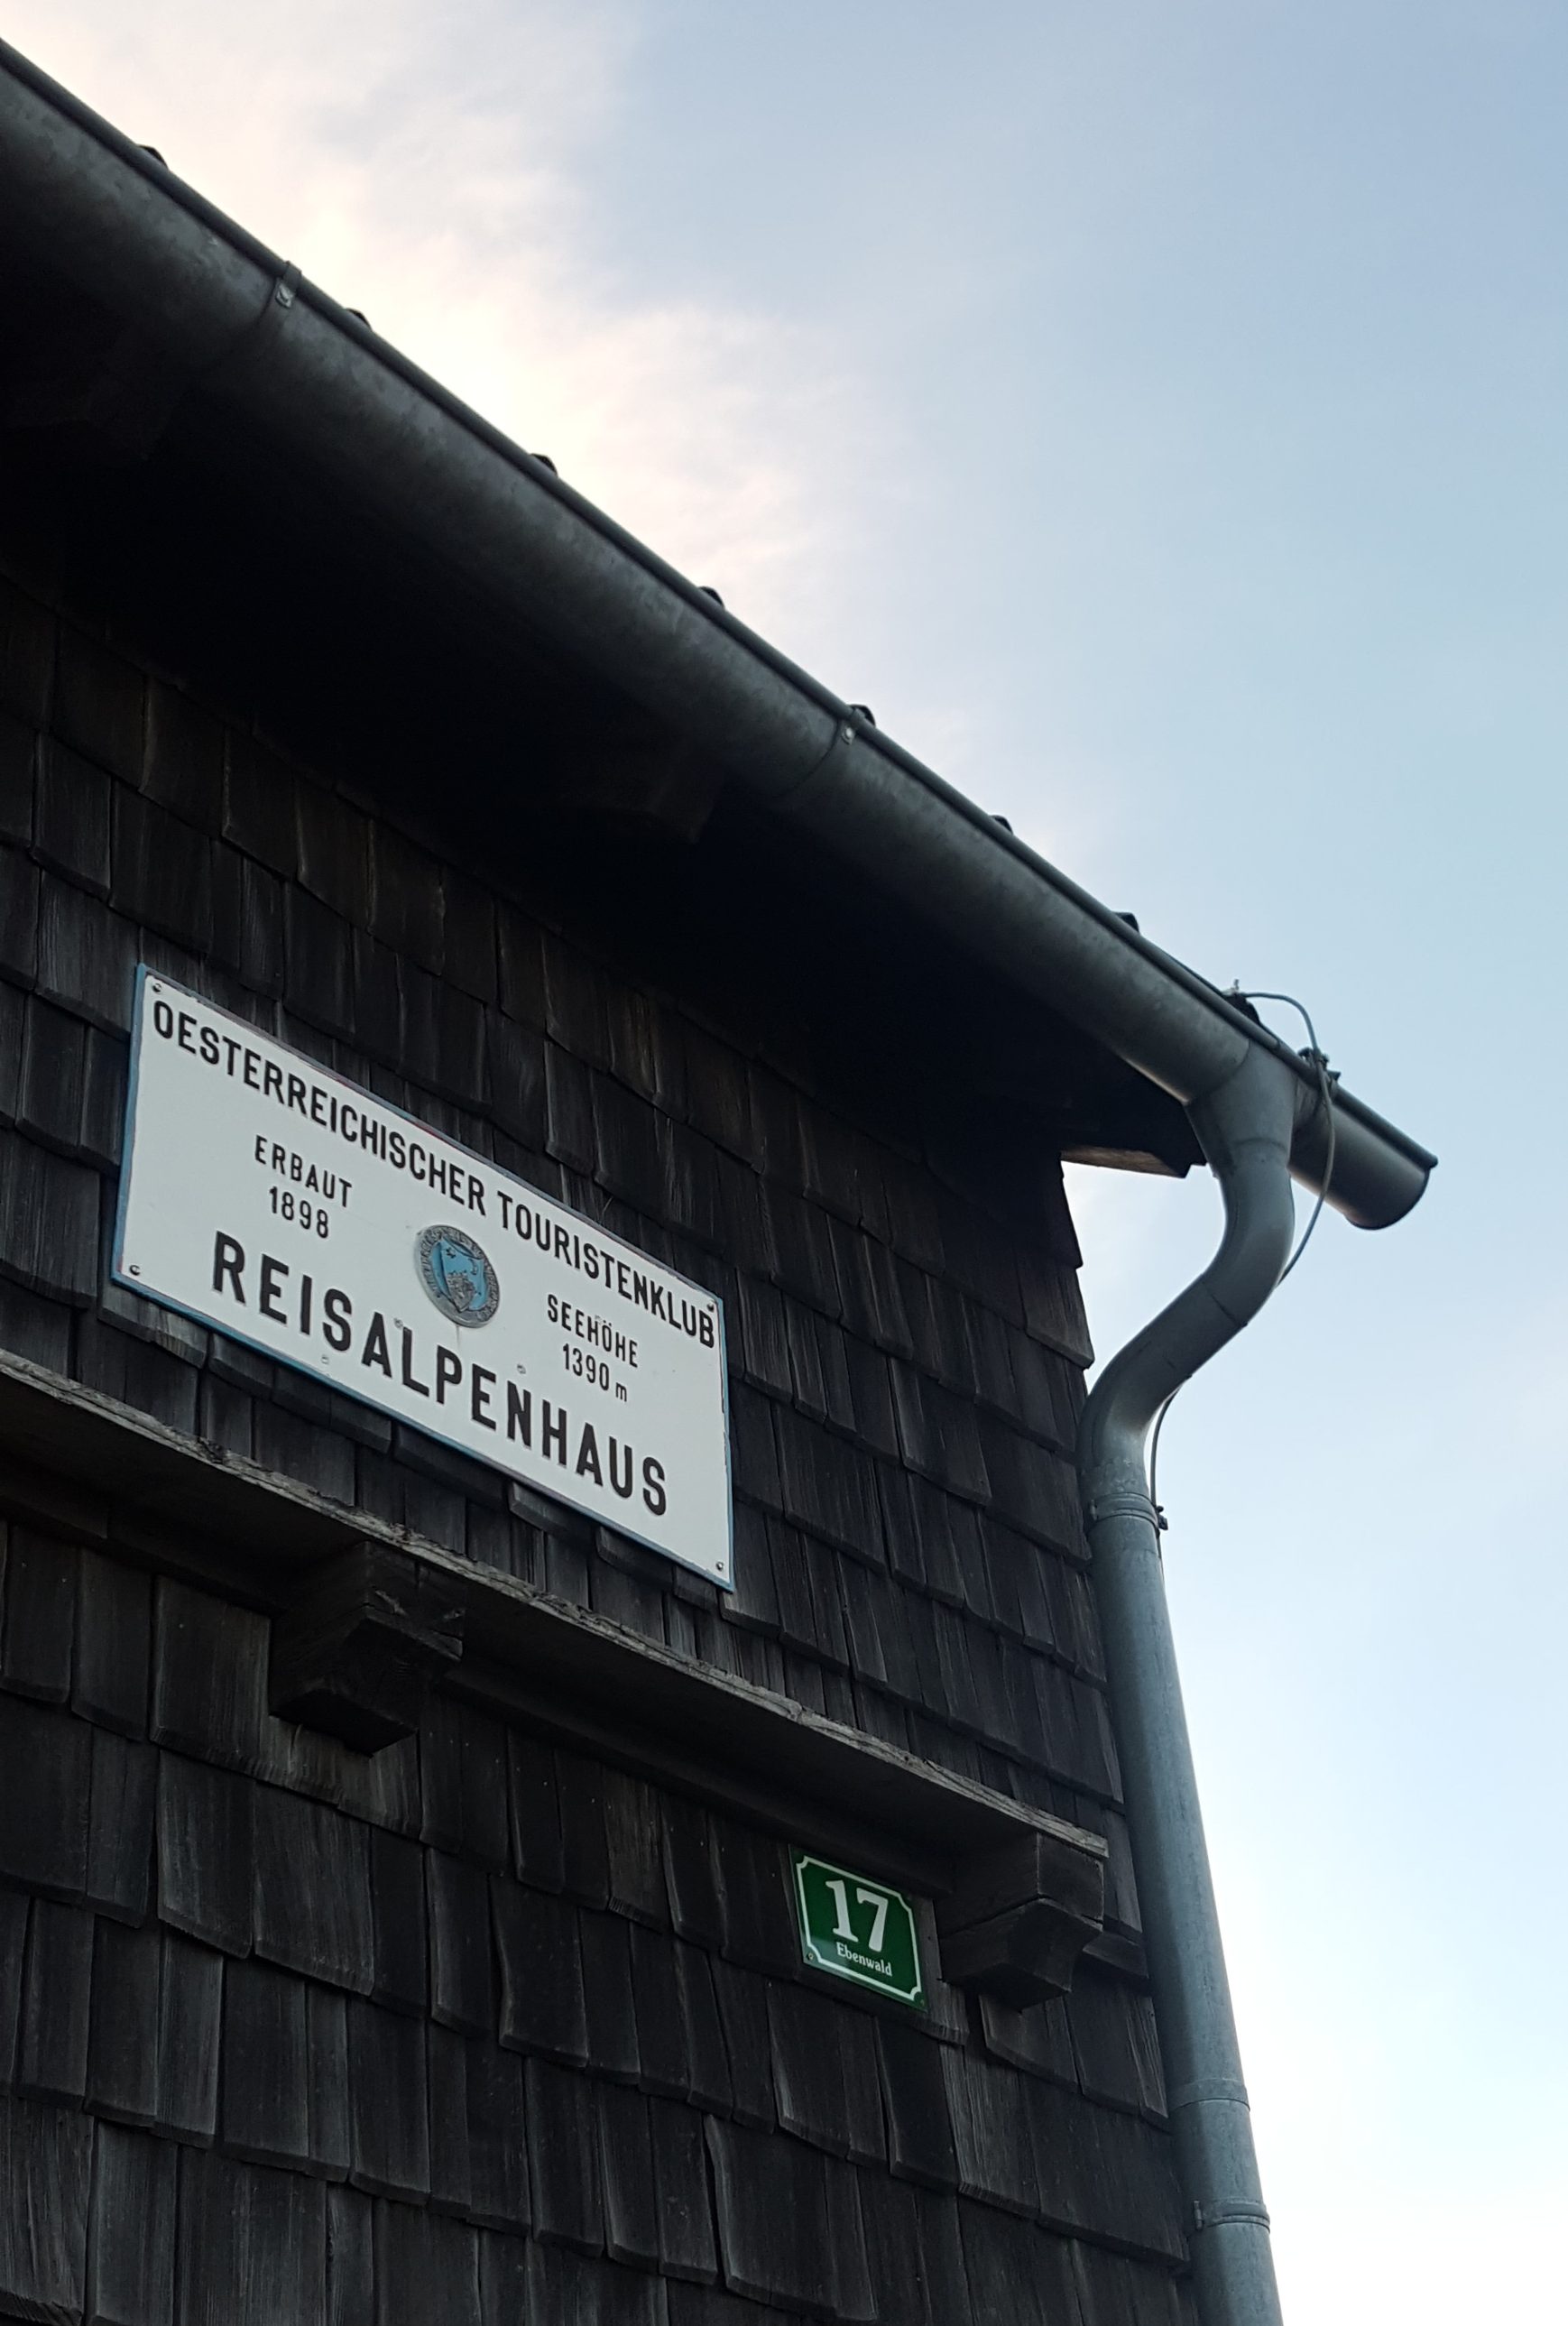 OESTERREICHISCHER TOURISTENKLUB
ERBAUT
1898
SEEHÖHE
1390 m
REISALPENHAUS
17
Ebenwald